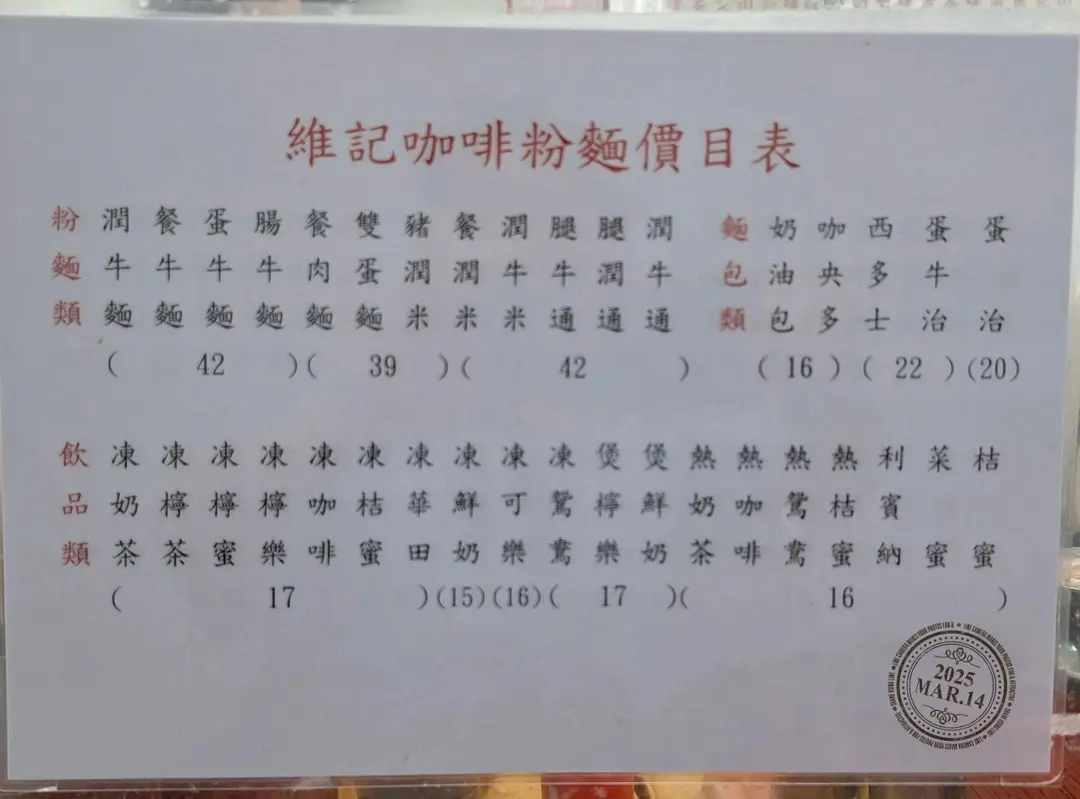 維記咖啡粉麵價目表
粉麵類
潤牛麵
餐牛麵
蛋牛麵
腸牛麵
(42)
餐肉麵
雙蛋麵
(39)
豬潤米
餐潤米
潤牛米
腿牛通
腿潤通
潤牛通
(42)
麵包類
奶油包
咖央多
(16)
西多士
蛋牛治
(22)
蛋治
(20)
飲品類
凍奶茶
凍檸茶
凍檸蜜
凍檸樂
凍咖啡
凍桔蜜
凍華田
(17)
凍鮮奶
(15)
凍可樂
(16)
凍鴛鴦
煲檸樂
煲鮮奶
(17)
熱奶茶
熱咖啡
熱鴛鴦
熱桔蜜
利賓納
菜蜜
桔蜜
(16)
2025
MAR.14